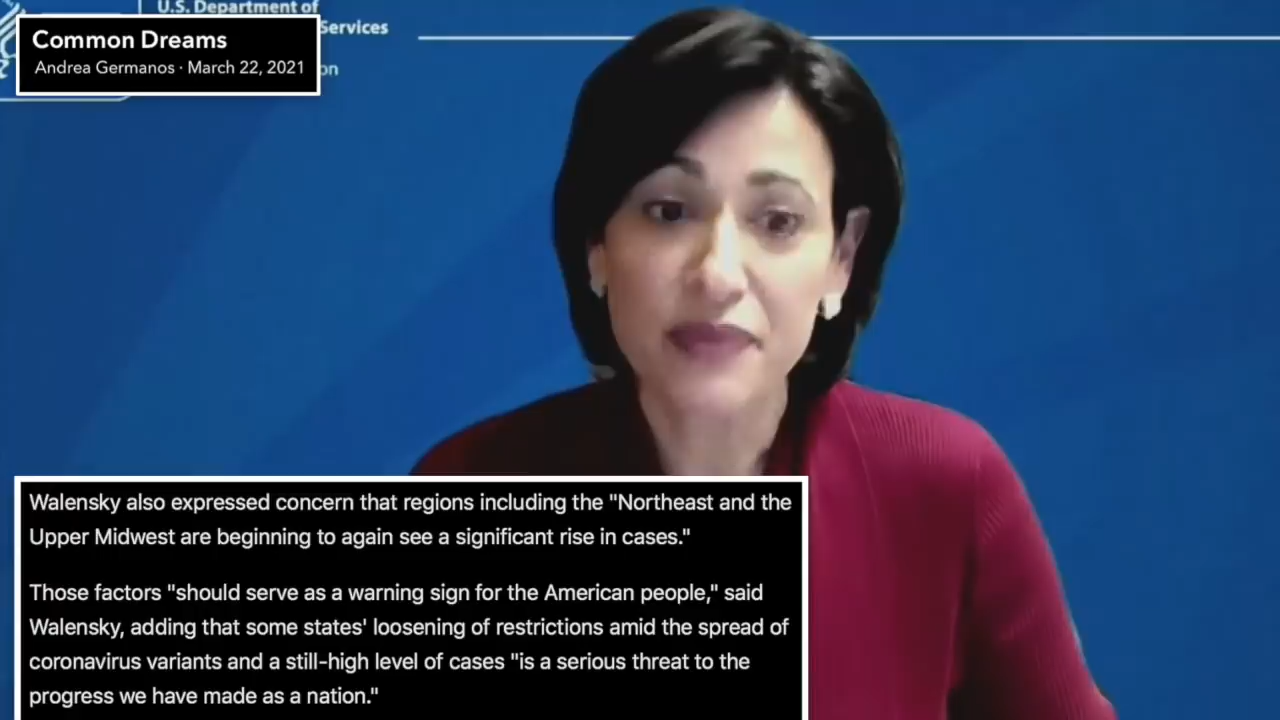 U.S. Department of
Services
on
Common Dreams
Andrea Germanos · March 22, 2021
Walensky also expressed concern that regions including the "Northeast and the
Upper Midwest are beginning to again see a significant rise in cases."
Those factors "should serve as a warning sign for the American people," said
Walensky, adding that some states' loosening of restrictions amid the spread of
coronavirus variants and a still-high level of cases "is a serious threat to the
progress we have made as a nation."